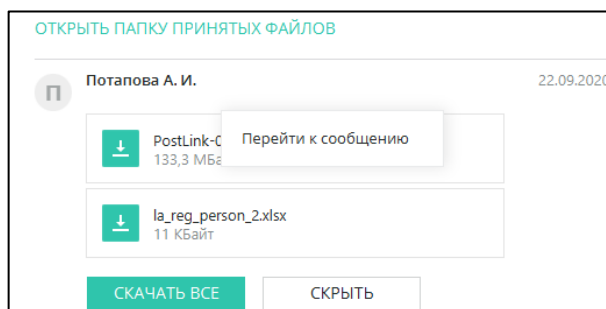 ОТКРЫТЬ ПАПКУ ПРИНЯТЫХ ФАЙЛОВ
П
Потапова А. И.
22.09.2020
PostLink-0
Перейти к сообщению
133,3 МБа
la_reg_person_2.xlsx
11 КБайт
СКАЧАТЬ ВСЕ
СКРЫТЬ